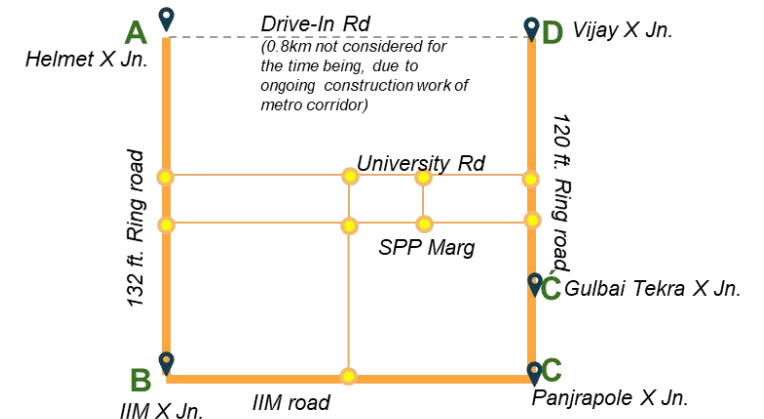 A
Helmet X Jn.
Drive-In Rd
(0.8km not considered for
the time being, due to
ongoing construction work of
metro corridor)
D
Vijay X Jn.
132 ft. Ring road
University Rd
SPP Marg
120 ft. Ring road
Ć
Gulbai Tekra X Jn.
B
IIM X Jn.
IIM road
C
Panjrapole X Jn.